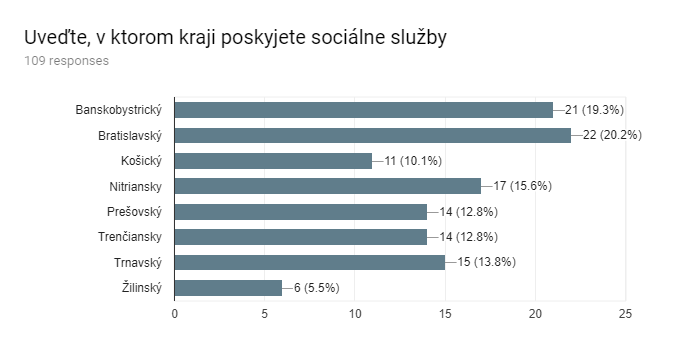 Uveďte, v ktorom kraji poskyjete sociálne služby
109 responses
Banskobystrický 21 (19.3%)
Bratislavský 22 (20.2%)
Košický 11 (10.1%)
Nitriansky 17 (15.6%)
Prešovský 14 (12.8%)
Trenčiansky 14 (12.8%)
Trnavský 15 (13.8%)
Žilinský 6 (5.5%)
0 5 10 15 20 25